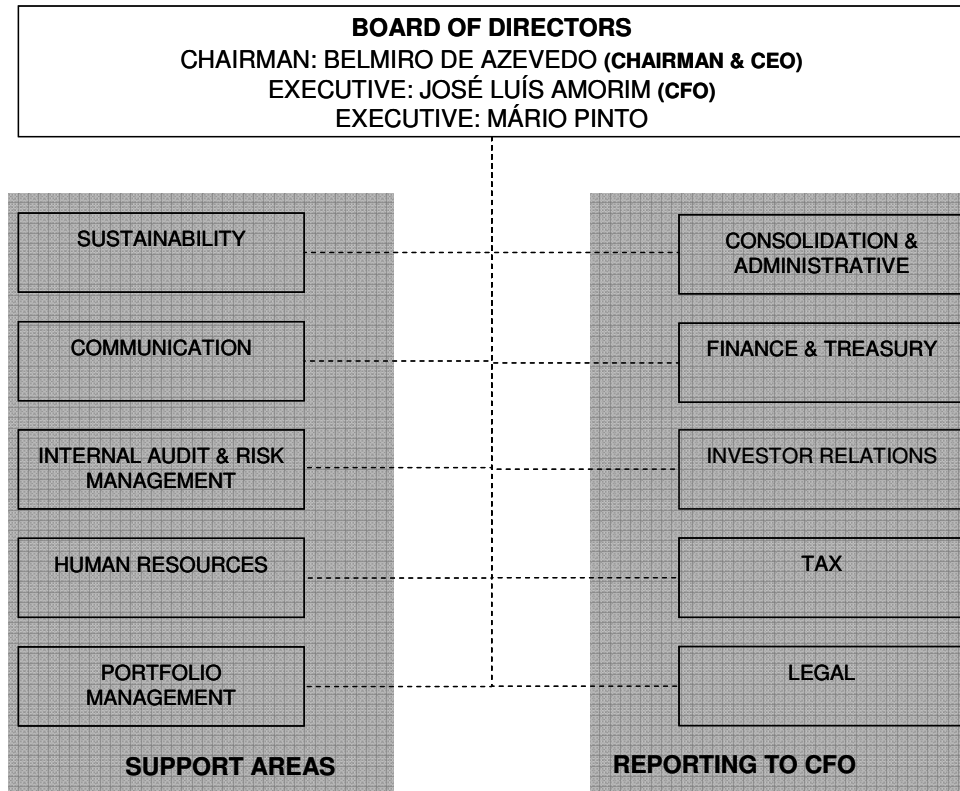 BOARD OF DIRECTORS
CHAIRMAN: BELMIRO DE AZEVEDO (CHAIRMAN & CEO)
EXECUTIVE: JOSÉ LUÍS AMORIM (CFO)
EXECUTIVE: MÁRIO PINTO
SUSTAINABILITY
COMMUNICATION
INTERNAL AUDIT & RISK
MANAGEMENT
HUMAN RESOURCES
PORTFOLIO
MANAGEMENT
SUPPORT AREAS
CONSOLIDATION &
ADMINISTRATIVE
FINANCE & TREASURY
INVESTOR RELATIONS
TAX
LEGAL
REPORTING TO CFO